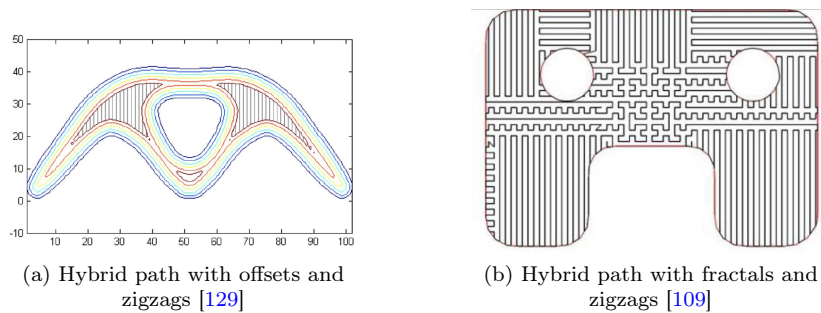 50
40
30
20
10
0
-10
10 20 30 40 50 60 70 80 90 100
(a) Hybrid path with offsets and
zigzags [129]
(b) Hybrid path with fractals and
zigzags [109]